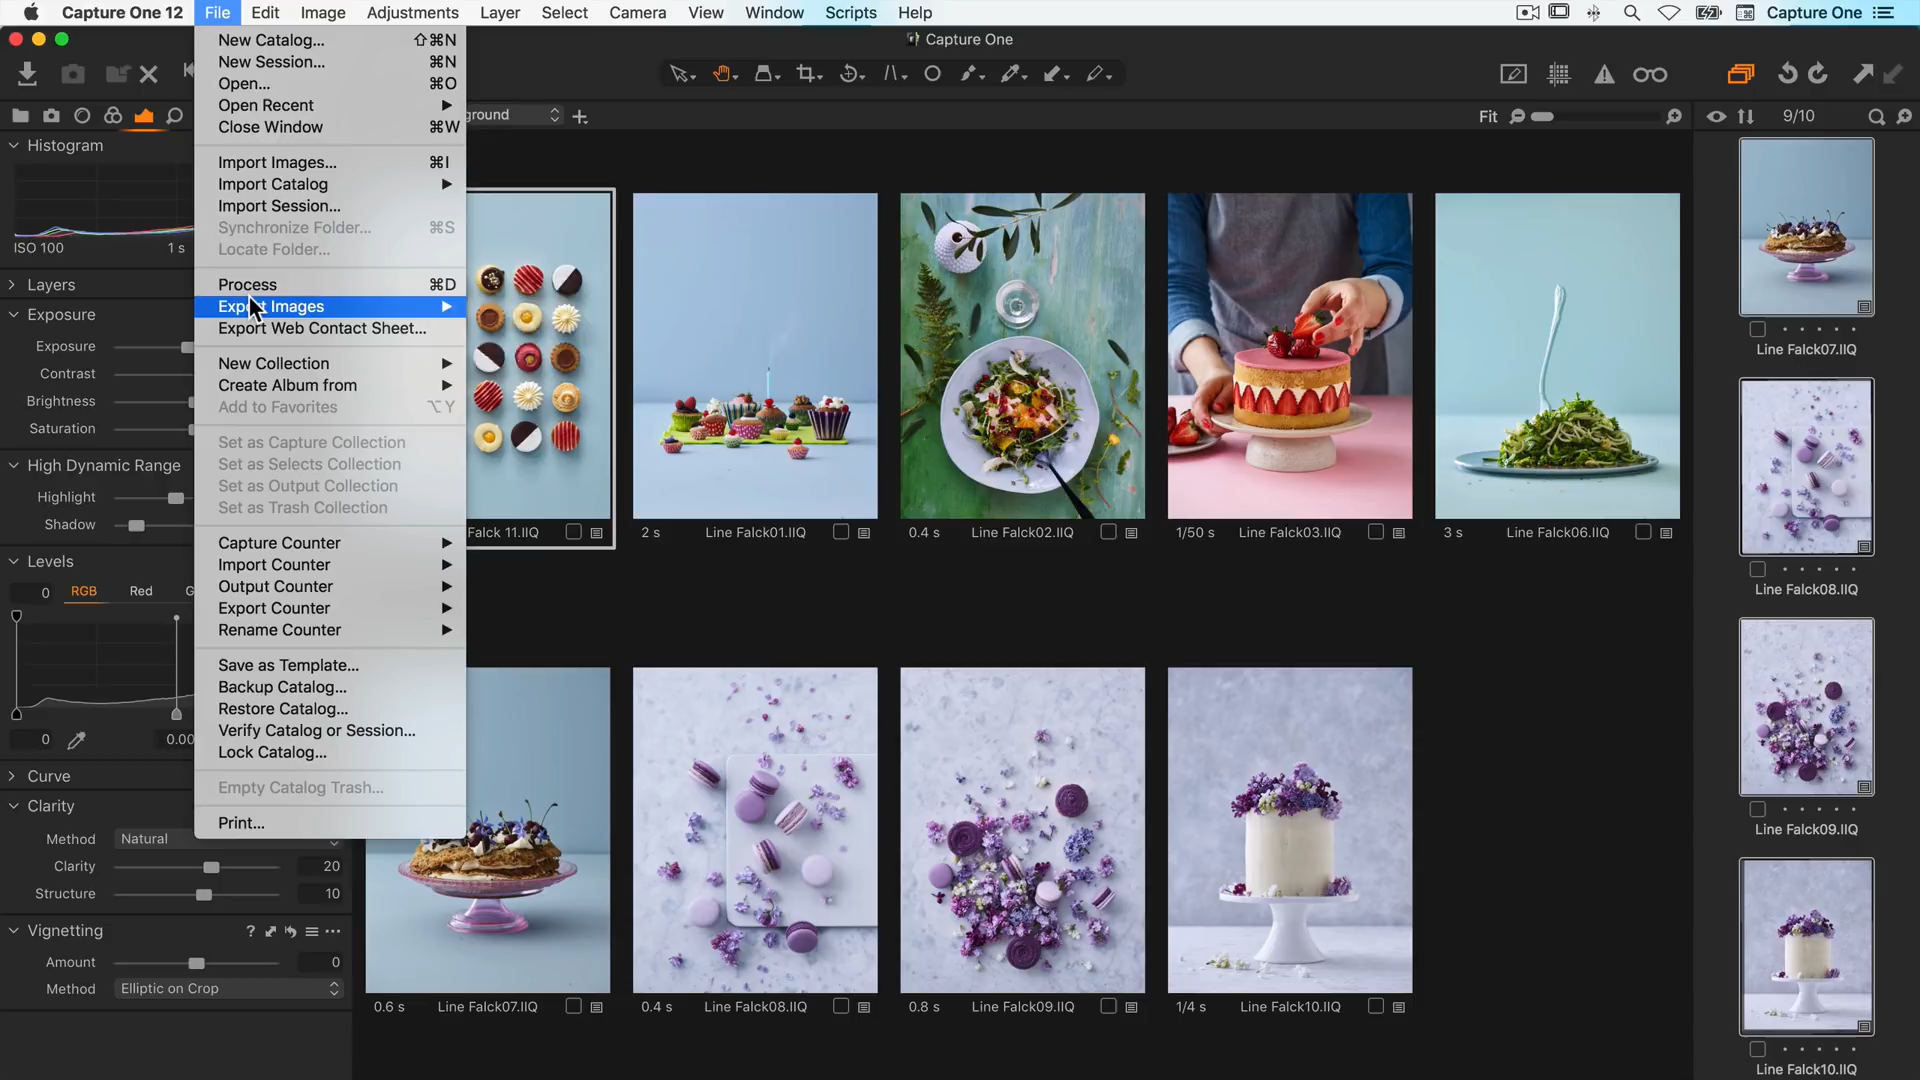 Capture One 12 File Edit Image Adjustments Layer Select Camera View Window Scripts Help Capture One
Capture One
ground
Fit
9/10
New Catalog... ⇧⌘N
New Session... ⌘N
Open... ⌘O
Open Recent
Close Window ⌘W
Import Images... ⌘I
Import Catalog
Import Session...
Synchronize Folder... ⌘S
Locate Folder...
Process ⌘D
Export Images
Export Web Contact Sheet...
New Collection
Create Album from
Add to Favorites ⌥Y
Set as Capture Collection
Set as Selects Collection
Set as Output Collection
Set as Trash Collection
Capture Counter
Import Counter
Output Counter
Export Counter
Rename Counter
Save as Template...
Backup Catalog...
Restore Catalog...
Verify Catalog or Session...
Lock Catalog...
Empty Catalog Trash...
Print...
Histogram
ISO 100 1 s
Layers
Exposure
Exposure
Contrast
Brightness
Saturation
High Dynamic Range
Highlight
Shadow
Levels
0 RGB Red G
0 0.00
Curve
Clarity
Method Natural
Clarity 20
Structure 10
Vignetting ?
Amount 0
Method Elliptic on Crop
Falck 11.IIQ
2 s Line Falck01.IIQ
0.4 s Line Falck02.IIQ
1/50 s Line Falck03.IIQ
3 s Line Falck06.IIQ
0.6 s Line Falck07.IIQ
0.4 s Line Falck08.IIQ
0.8 s Line Falck09.IIQ
1/4 s Line Falck10.IIQ
Line Falck07.IIQ
Line Falck08.IIQ
Line Falck09.IIQ
Line Falck10.IIQ